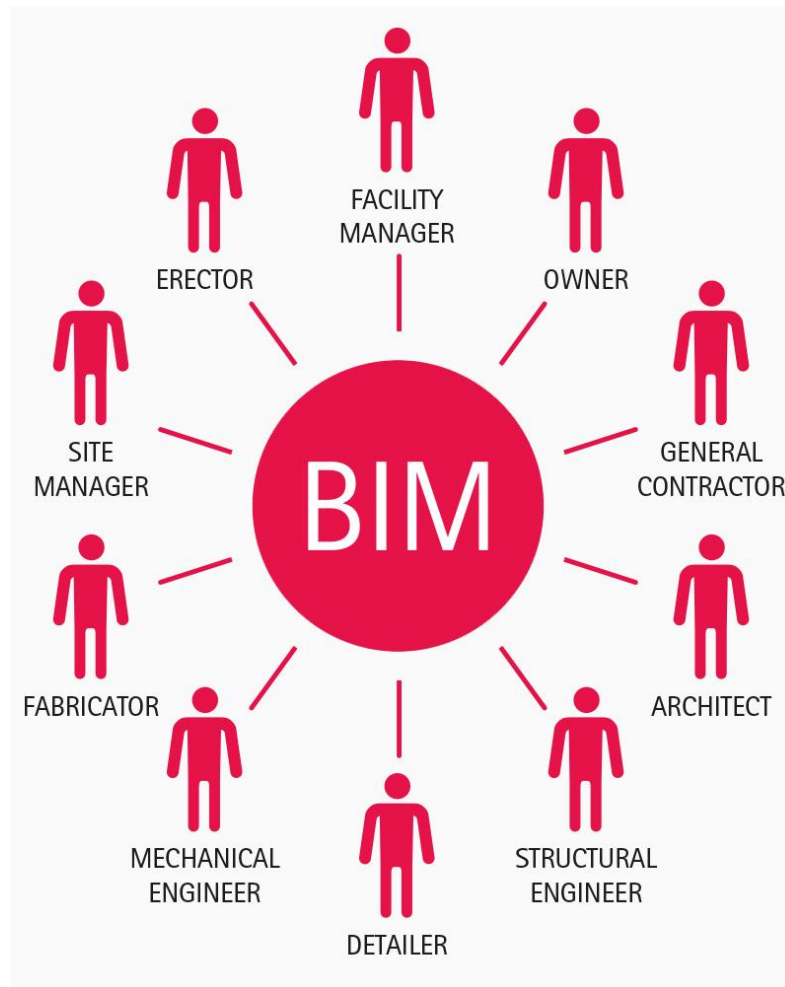 FACILITY
MANAGER
ERECTOR
OWNER
SITE
MANAGER
GENERAL
CONTRACTOR
BIM
FABRICATOR
ARCHITECT
MECHANICAL
ENGINEER
STRUCTURAL
ENGINEER
DETAILER